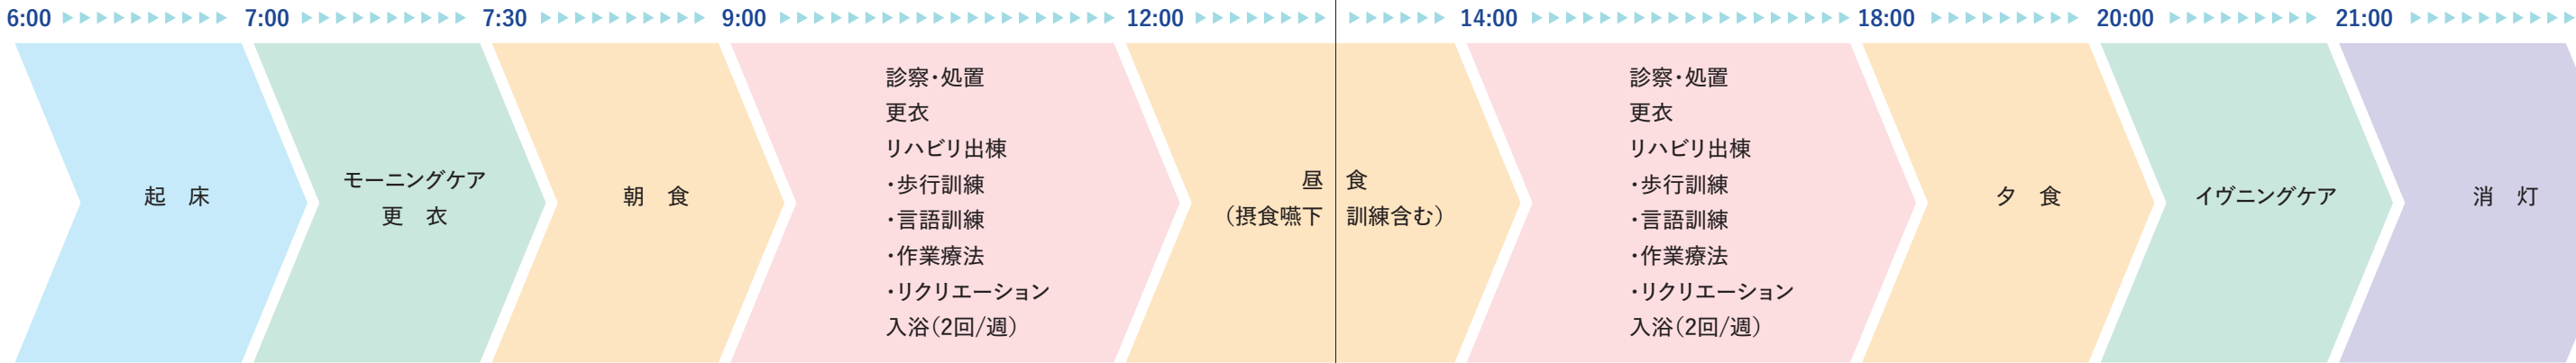 6:00 7:00 7:30 9:00 12:00 14:00 18:00 20:00 21:00
起　床
モーニングケア
更　衣
朝　食
診察・処置
更衣
リハビリ出棟
・歩行訓練
・言語訓練
・作業療法
・リクリエーション
入浴（2回/週）
昼　食
（摂食嚥下訓練含む）
診察・処置
更衣
リハビリ出棟
・歩行訓練
・言語訓練
・作業療法
・リクリエーション
入浴（2回/週）
夕　食
イヴニングケア
消　灯